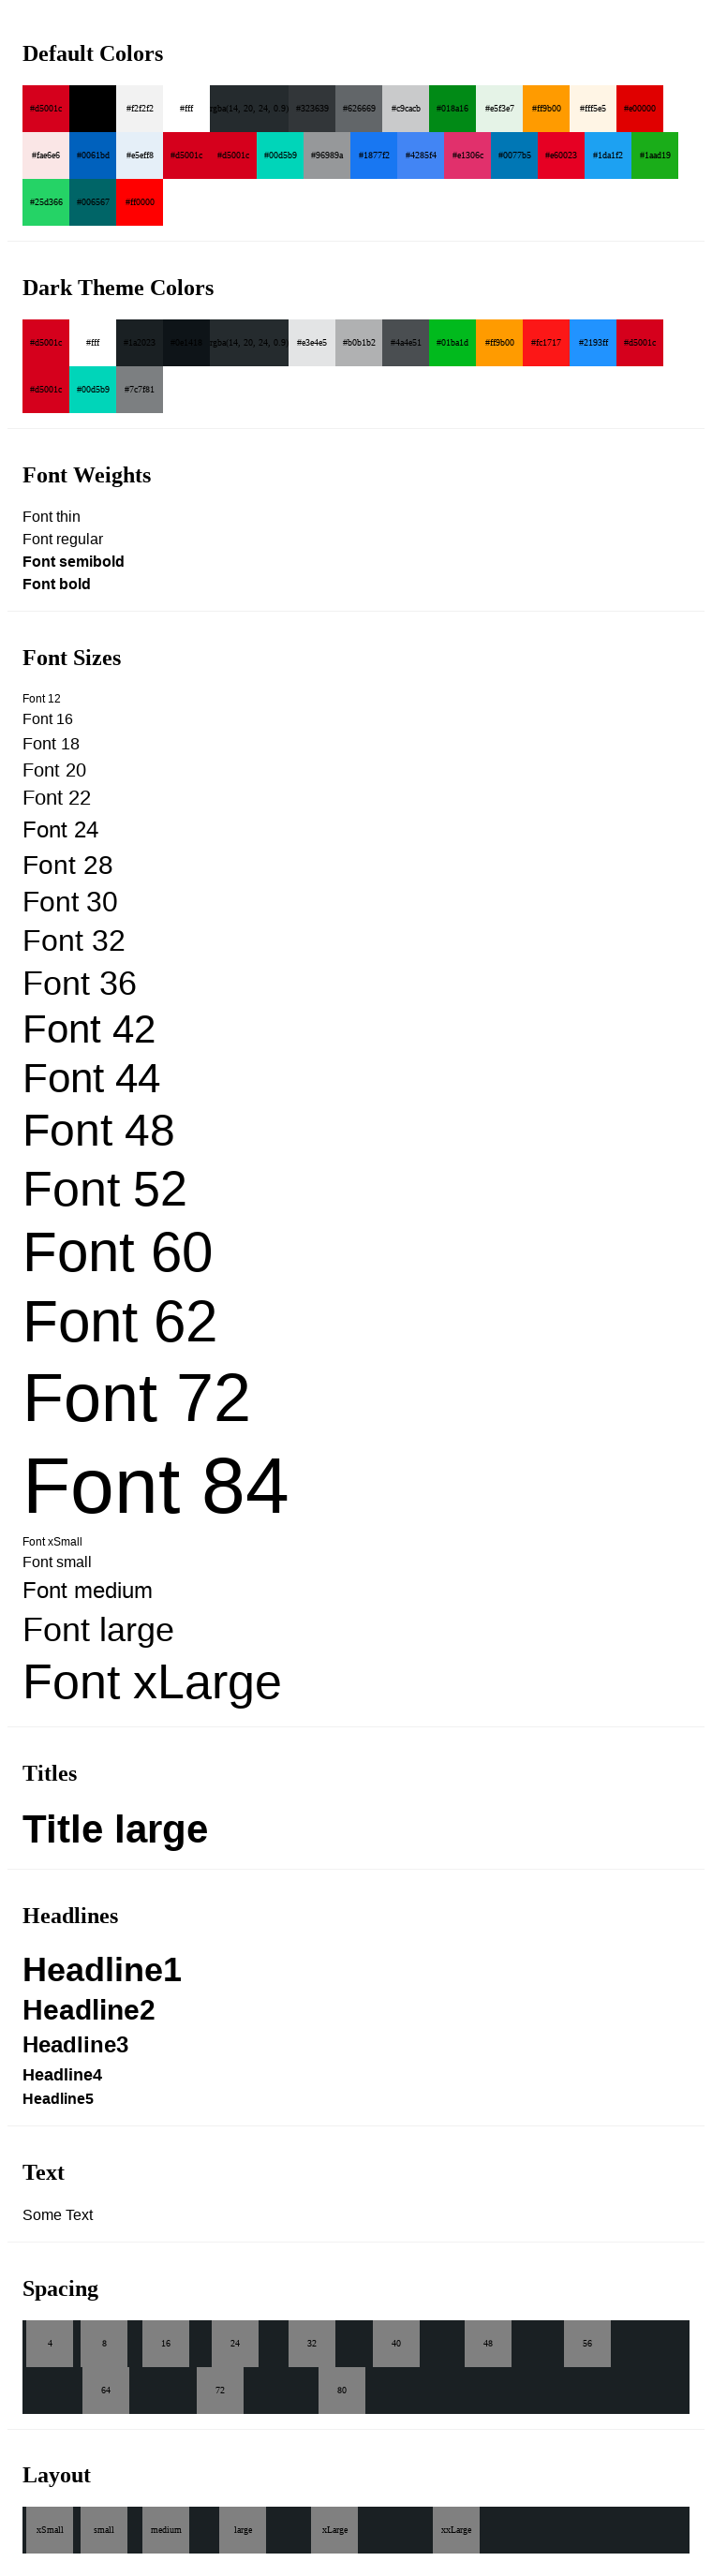 Default Colors
#d5001c #f2f2f2 #fff rgba(14, 20, 24, 0.9) #323639 #626669 #c9cacb #018a16 #e5f3e7 #ff9b00 #fff5e5 #e00000
#fae6e6 #0061bd #e5eff8 #d5001c #d5001c #00d5b9 #96989a #1877f2 #4285f4 #e1306c #0077b5 #e60023 #1da1f2 #1aad19
#25d366 #006567 #ff0000
Dark Theme Colors
#d5001c #fff #1a2023 #0e1418 rgba(14, 20, 24, 0.9) #e3e4e5 #b0b1b2 #4a4e51 #01ba1d #ff9b00 #fc1717 #2193ff #d5001c
#d5001c #00d5b9 #7c7f81
Font Weights
Font thin
Font regular
Font semibold
Font bold
Font Sizes
Font 12
Font 16
Font 18
Font 20
Font 22
Font 24
Font 28
Font 30
Font 32
Font 36
Font 42
Font 44
Font 48
Font 52
Font 60
Font 62
Font 72
Font 84
Font xSmall
Font small
Font medium
Font large
Font xLarge
Titles
Title large
Headlines
Headline1
Headline2
Headline3
Headline4
Headline5
Text
Some Text
Spacing
4 8 16 24 32 40 48 56
64 72 80
Layout
xSmall small medium large xLarge xxLarge